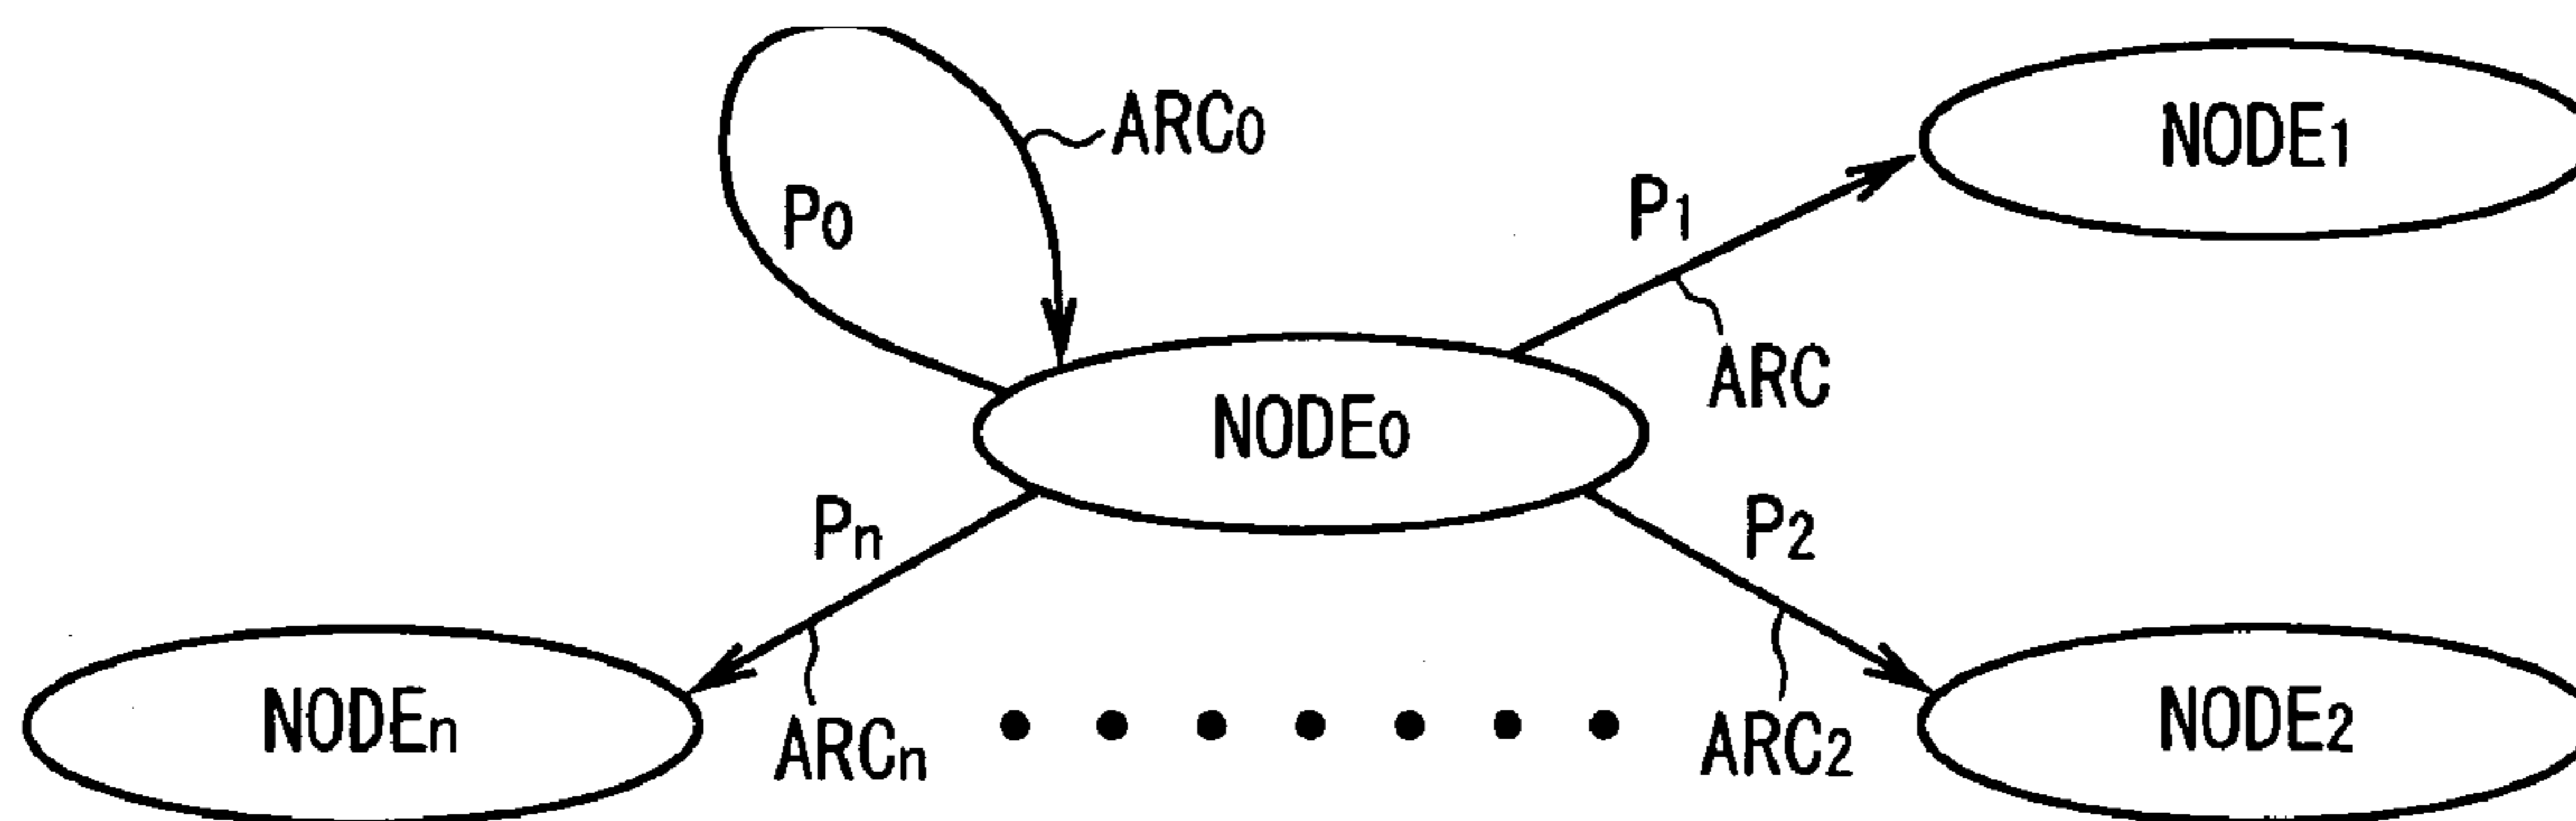 ARC0
NODE1
P0
P1
ARC
NODE0
Pn
P2
NODEn
ARCn
ARC2
NODE2